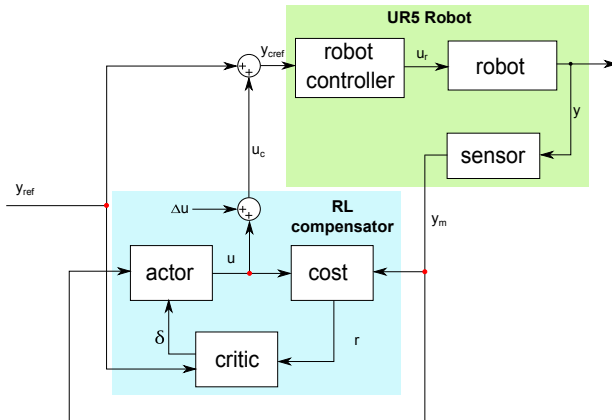 UR5 Robot
y_cref
robot
controller
u_r
robot
y
sensor
u_c
y_ref
Δu
RL
compensator
y_m
actor
u
cost
δ
r
critic
+
+
+
+